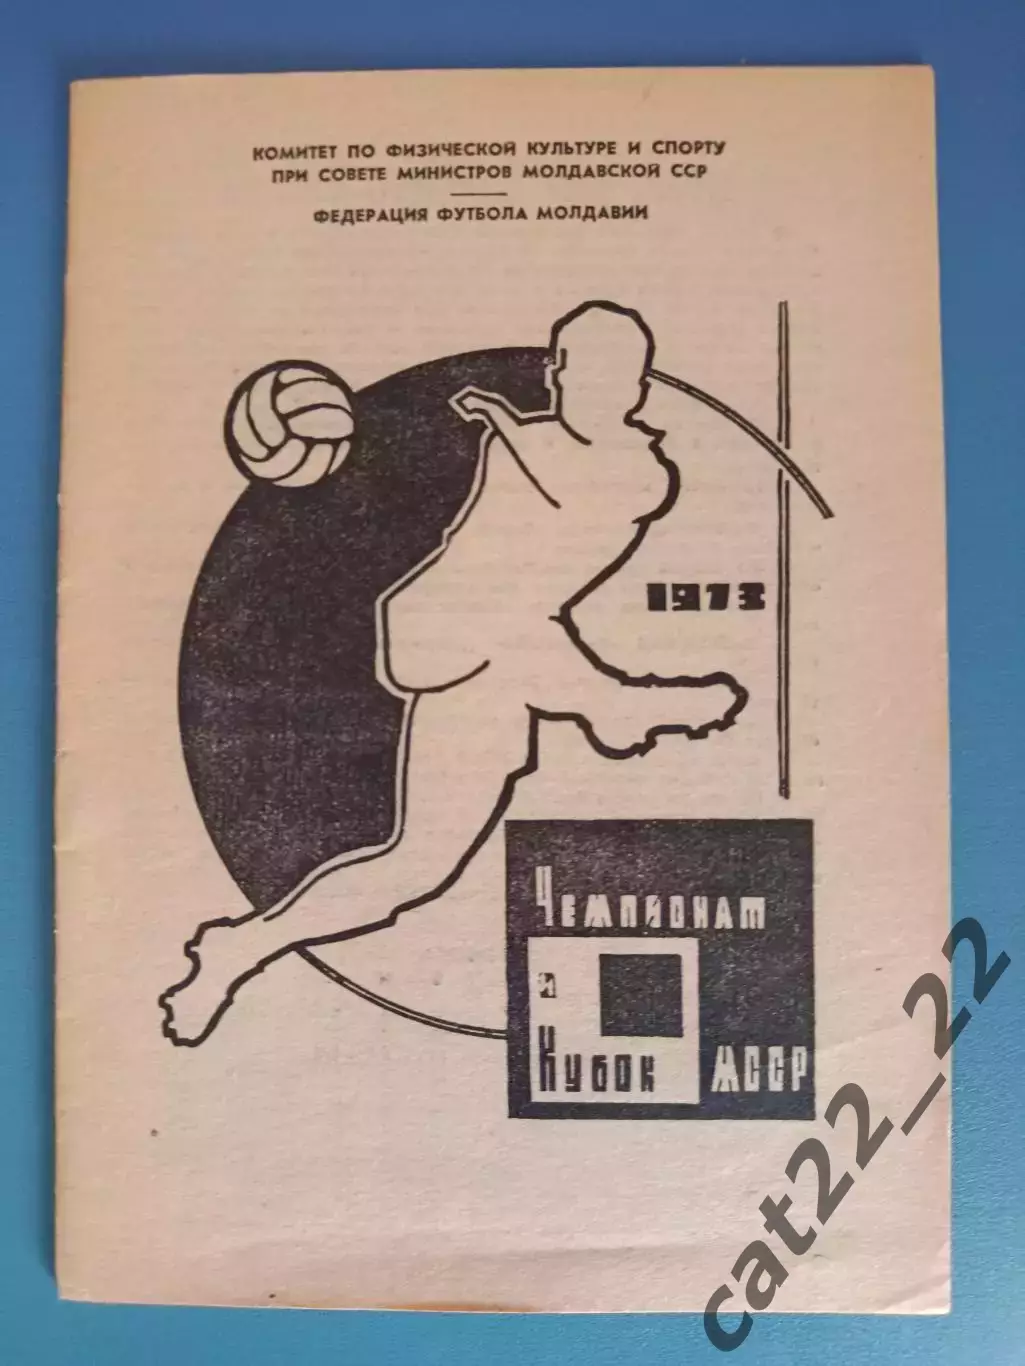 КОМИТЕТ ПО ФИЗИЧЕСКОЙ КУЛЬТУРЕ И СПОРТУ
ПРИ СОВЕТЕ МИНИСТРОВ МОЛДАВСКОЙ ССР
ФЕДЕРАЦИЯ ФУТБОЛА МОЛДАВИИ
1973
Чемпионат
и
Кубок МССР
cat22_22